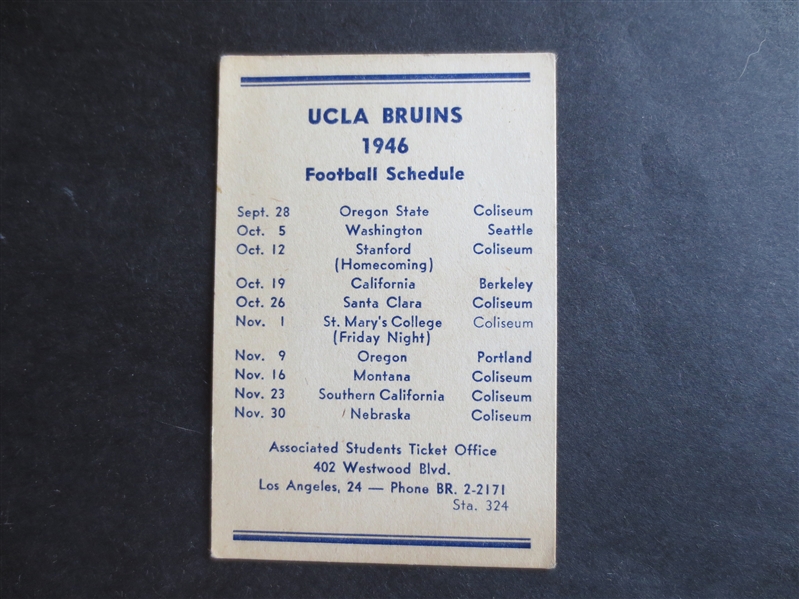 UCLA BRUINS
1946
Football Schedule
Sept. 28 Oregon State Coliseum
Oct. 5 Washington Seattle
Oct. 12 Stanford Coliseum
(Homecoming)
Oct. 19 California Berkeley
Oct. 26 Santa Clara Coliseum
Nov. 1 St. Mary's College Coliseum
(Friday Night)
Nov. 9 Oregon Portland
Nov. 16 Montana Coliseum
Nov. 23 Southern California Coliseum
Nov. 30 Nebraska Coliseum
Associated Students Ticket Office
402 Westwood Blvd.
Los Angeles, 24 — Phone BR. 2-2171
Sta. 324